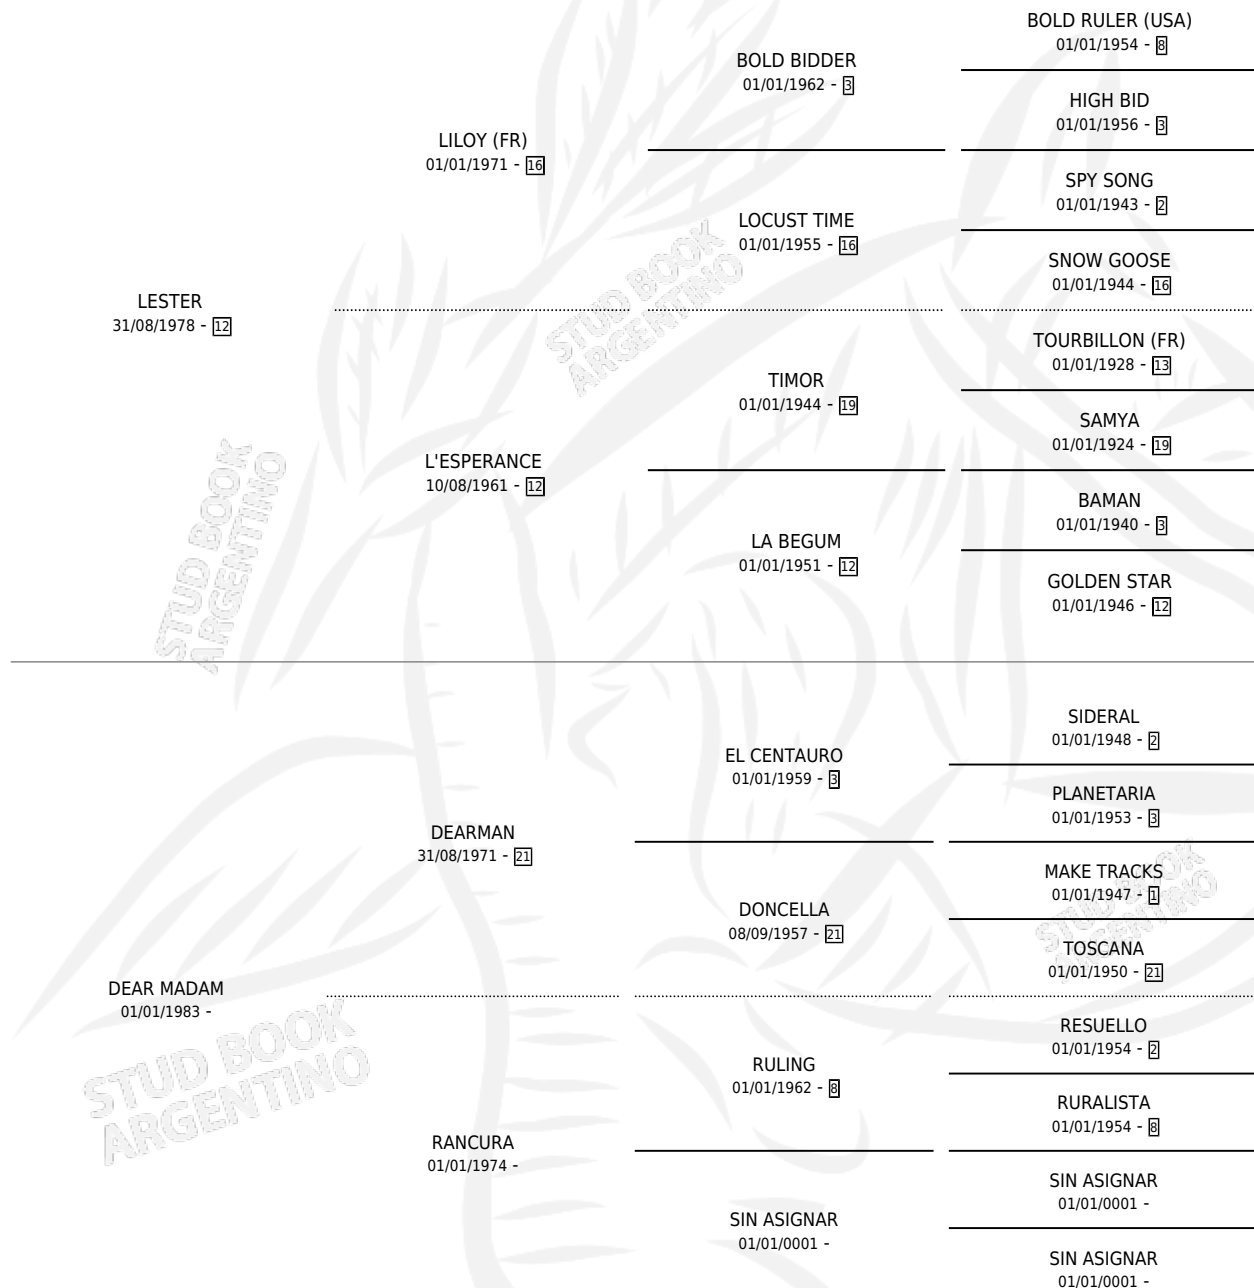 LESTER
31/08/1978 - 12
LILOY (FR)
01/01/1971 - 16
BOLD BIDDER
01/01/1962 - 3
BOLD RULER (USA)
01/01/1954 - 8
HIGH BID
01/01/1956 - 3
LOCUST TIME
01/01/1955 - 16
SPY SONG
01/01/1943 - 2
SNOW GOOSE
01/01/1944 - 16
L'ESPERANCE
10/08/1961 - 12
TIMOR
01/01/1944 - 19
TOURBILLON (FR)
01/01/1928 - 13
SAMYA
01/01/1924 - 19
LA BEGUM
01/01/1951 - 12
BAMAN
01/01/1940 - 3
GOLDEN STAR
01/01/1946 - 12
DEAR MADAM
01/01/1983 -
DEARMAN
31/08/1971 - 21
EL CENTAURO
01/01/1959 - 3
SIDERAL
01/01/1948 - 2
PLANETARIA
01/01/1953 - 3
DONCELLA
08/09/1957 - 21
MAKE TRACKS
01/01/1947 - 1
TOSCANA
01/01/1950 - 21
RANCURA
01/01/1974 -
RULING
01/01/1962 - 8
RESUELLO
01/01/1954 - 2
RURALISTA
01/01/1954 - 8
SIN ASIGNAR
01/01/0001 -
SIN ASIGNAR
01/01/0001 -
SIN ASIGNAR
01/01/0001 -
STUD BOOK
ARGENTINO
STUD BOOK
ARGENTINO
STUD BOOK
ARGENTINO
STUD BOOK
ARGENTINO